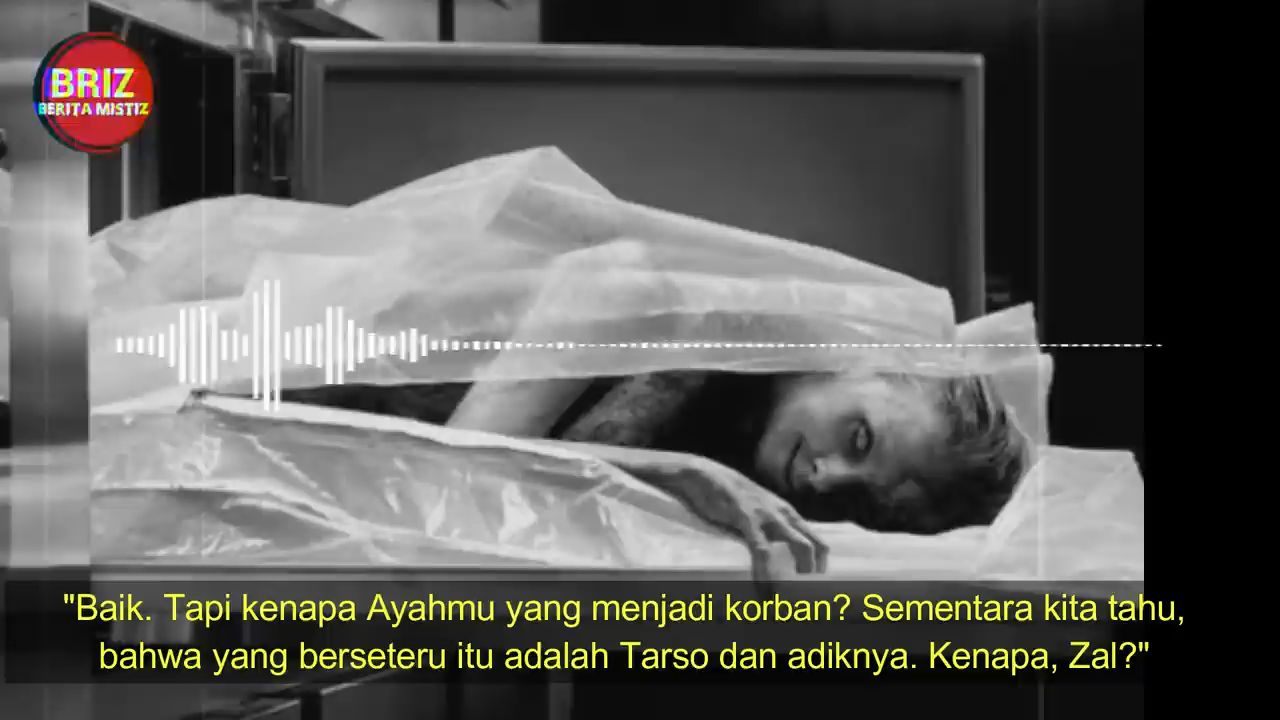 BRIZ
BERITA MISTIZ
"Baik. Tapi kenapa Ayahmu yang menjadi korban? Sementara kita tahu,
bahwa yang berseteru itu adalah Tarso dan adiknya. Kenapa, Zal?"